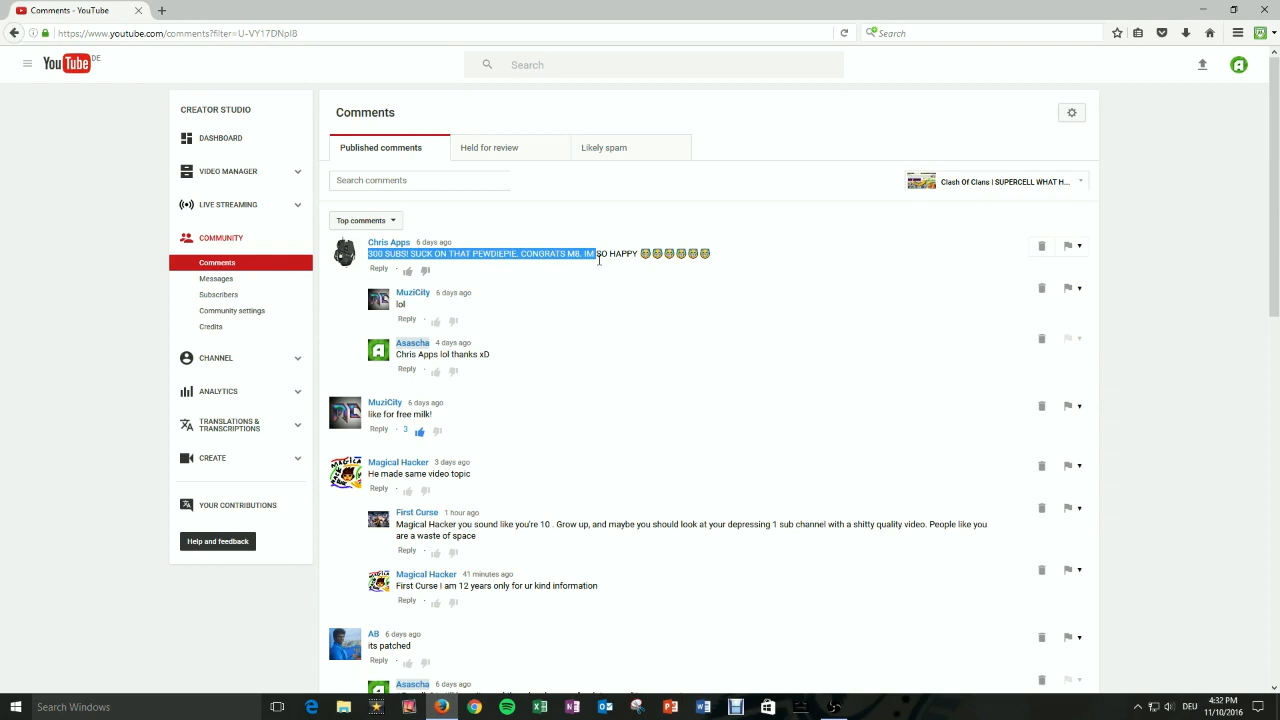 Comments - YouTube
https://www.youtube.com/comments?filter=U-VY17DNpI8
Search
YouTube DE
Search
CREATOR STUDIO
DASHBOARD
VIDEO MANAGER
LIVE STREAMING
COMMUNITY
Comments
Messages
Subscribers
Community settings
Credits
CHANNEL
ANALYTICS
TRANSLATIONS &
TRANSCRIPTIONS
CREATE
YOUR CONTRIBUTIONS
Help and feedback
Comments
Published comments
Held for review
Likely spam
Search comments
Clash Of Clans | SUPERCELL WHAT H...
Top comments
Chris Apps 6 days ago
300 SUBS! SUCK ON THAT PEWDIEPIE. CONGRATS M8. IM SO HAPPY
Reply
MuziCity 6 days ago
lol
Reply
Asascha 4 days ago
Chris Apps lol thanks xD
Reply
MuziCity 6 days ago
like for free milk!
Reply · 3
Magical Hacker 3 days ago
He made same video topic
Reply
First Curse 1 hour ago
Magical Hacker you sound like you're 10 . Grow up, and maybe you should look at your depressing 1 sub channel with a shitty quality video. People like you
are a waste of space
Reply
Magical Hacker 41 minutes ago
First Curse I am 12 years only for ur kind information
Reply
AB 6 days ago
its patched
Reply
Asascha 6 days ago
Search Windows
DEU
4:32 PM
11/10/2016